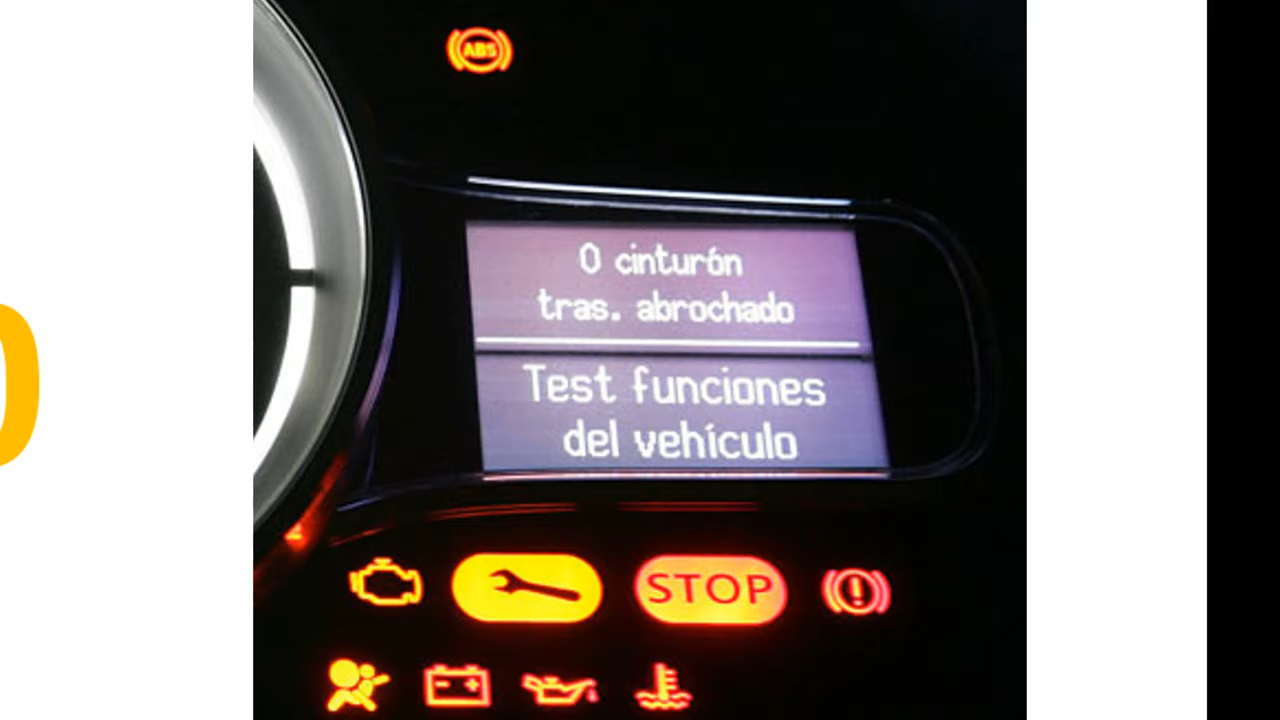 ABS
0 cinturón
tras. abrochado
Test funciones
del vehículo
STOP